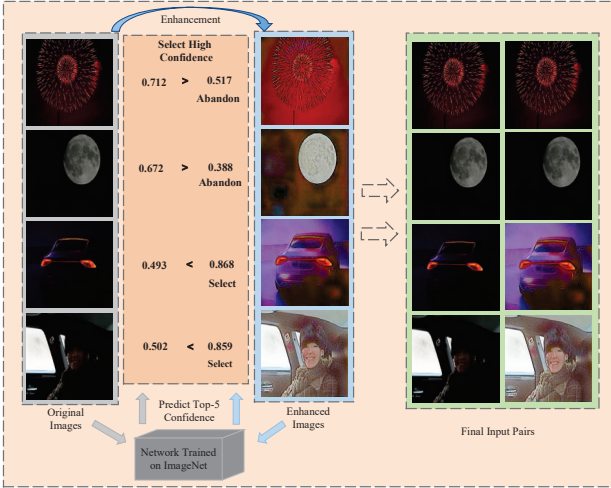 Enhancement
Select High
Confidence
0.712 > 0.517
Abandon
0.672 > 0.388
Abandon
0.493 < 0.868
Select
0.502 < 0.859
Select
Original
Images
Predict Top-5
Confidence
Enhanced
Images
Network Trained
on ImageNet
Final Input Pairs